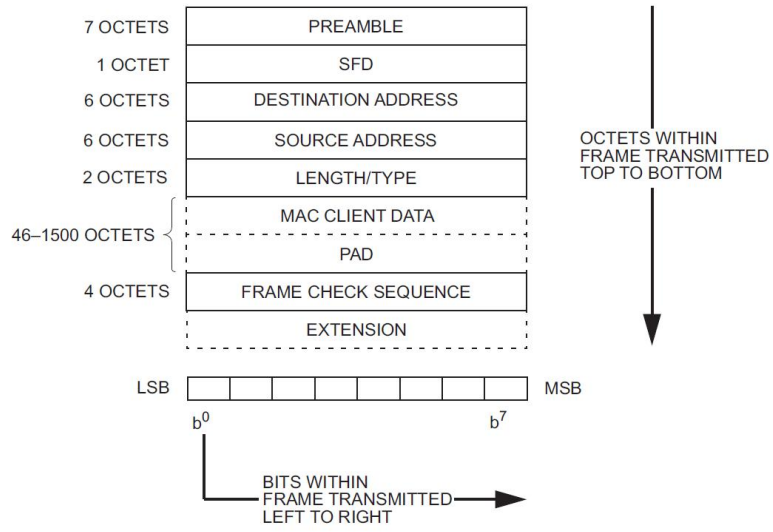 7 OCTETS PREAMBLE
1 OCTET SFD
6 OCTETS DESTINATION ADDRESS
6 OCTETS SOURCE ADDRESS
2 OCTETS LENGTH/TYPE
46–1500 OCTETS
MAC CLIENT DATA
PAD
4 OCTETS FRAME CHECK SEQUENCE
EXTENSION
OCTETS WITHIN
FRAME TRANSMITTED
TOP TO BOTTOM
LSB MSB
b0 b7
BITS WITHIN
FRAME TRANSMITTED
LEFT TO RIGHT